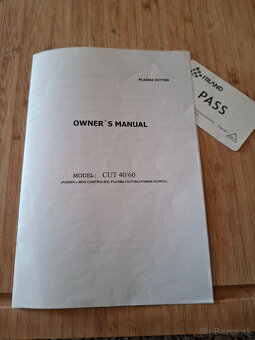 PLASMA CUTTER
OWNER`S MANUAL
MODEL: CUT 40/60
(POWER &MOS CONTROLLED, PLASMA CUTTING POWER SUPPLY)
PASS